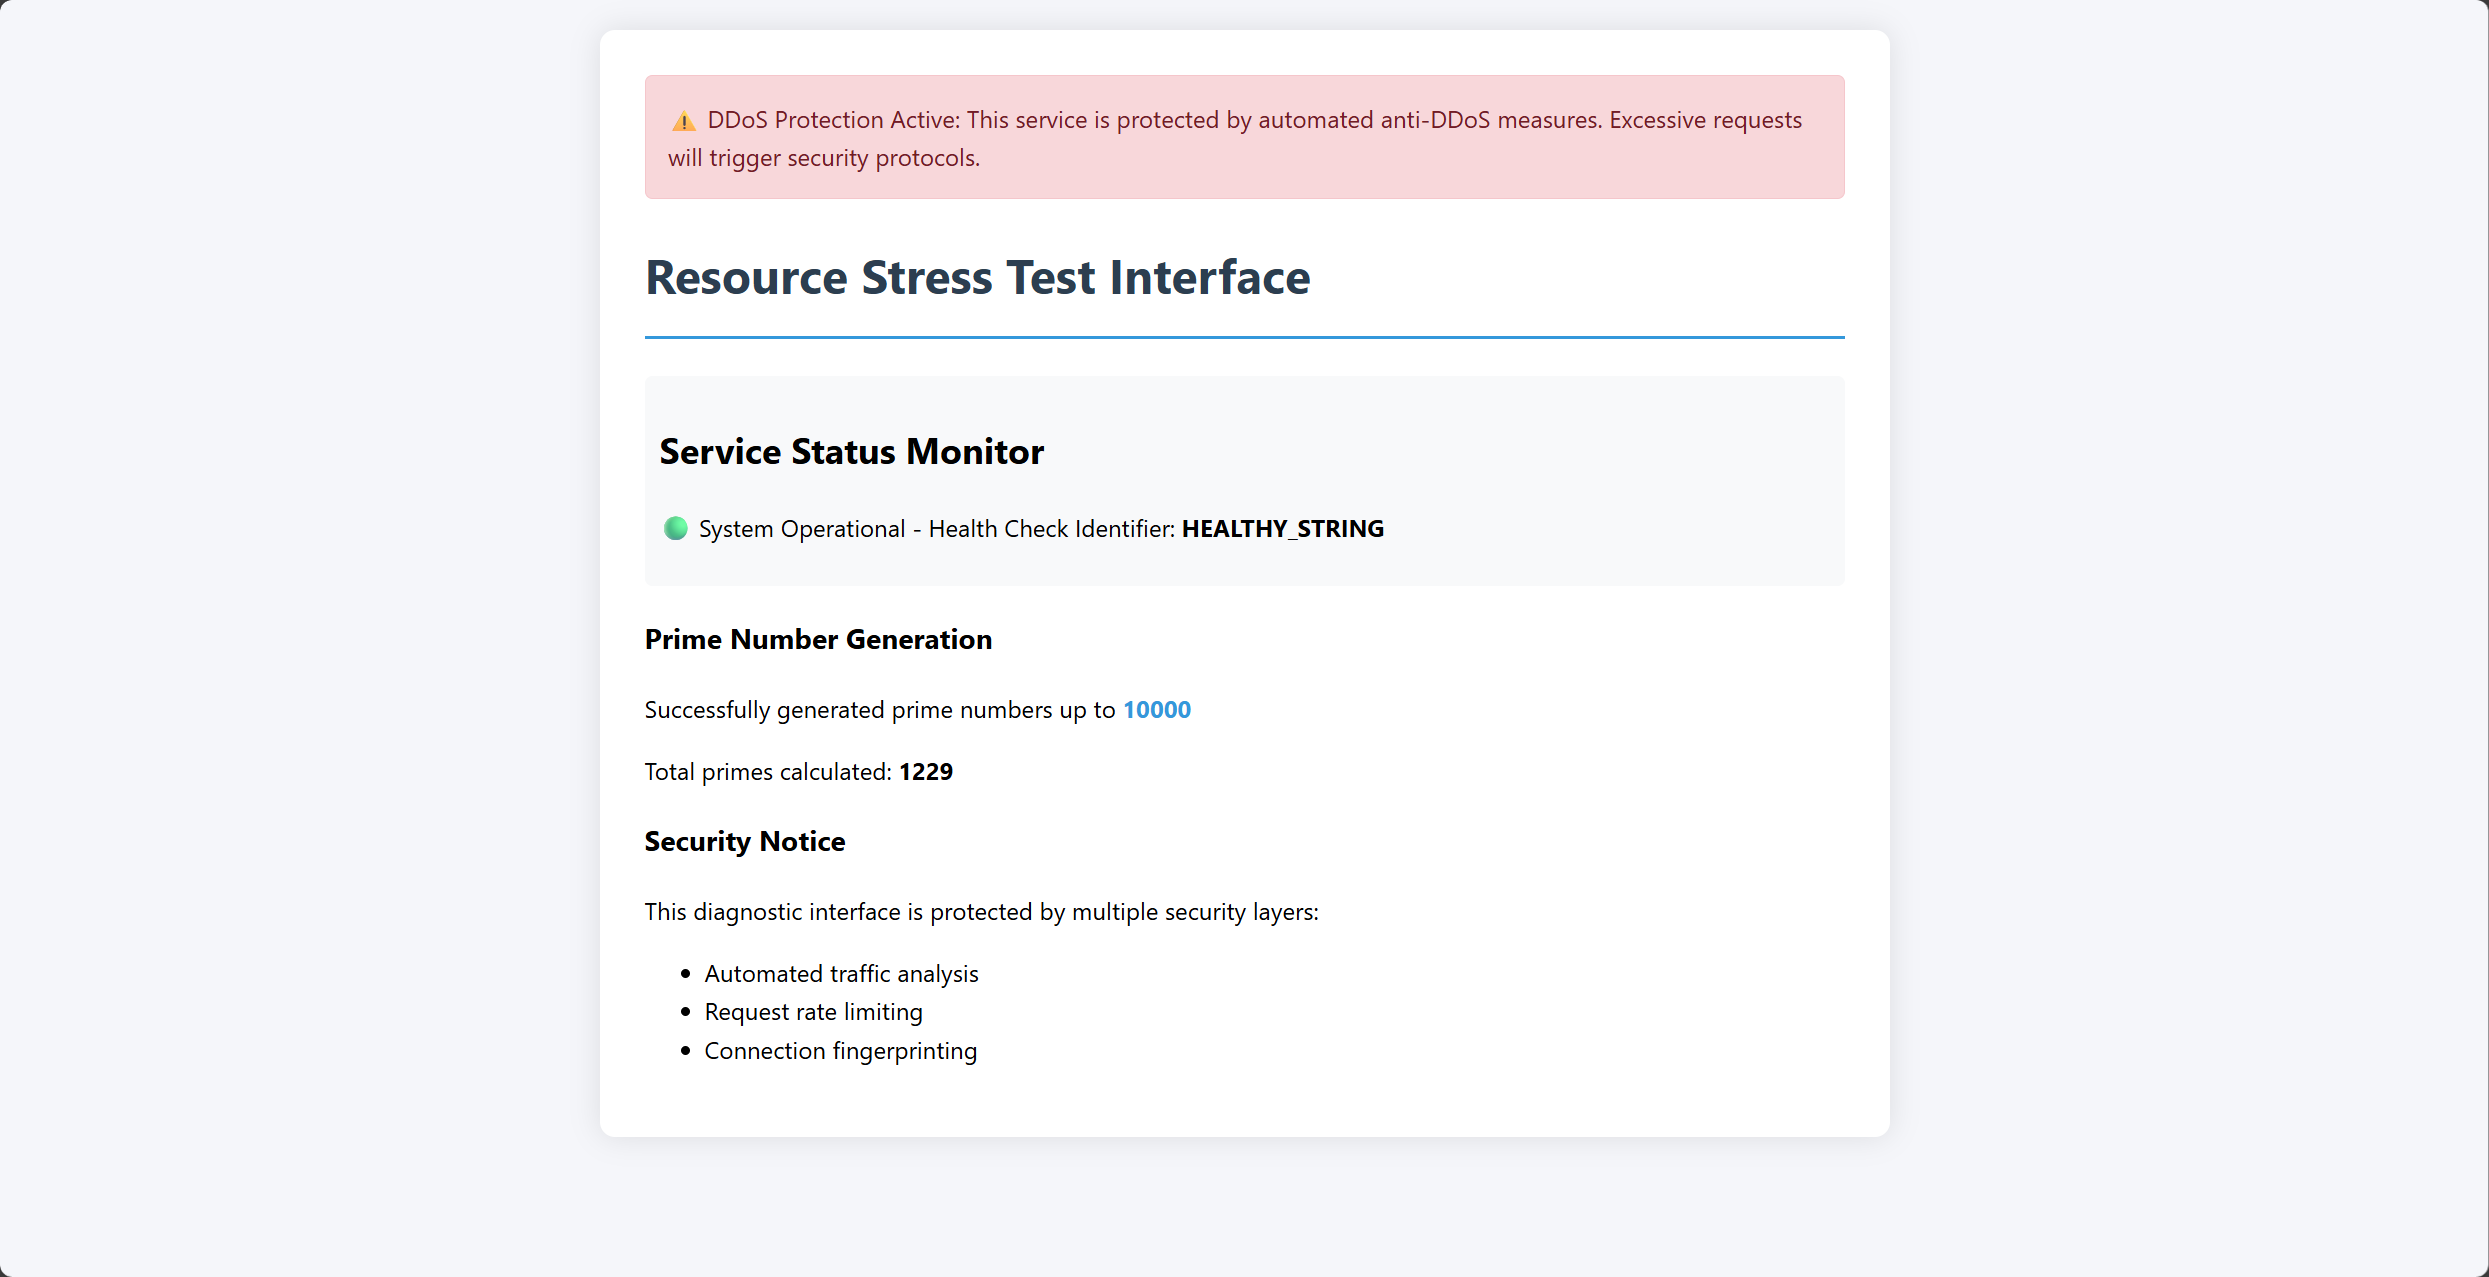 ⚠️ DDoS Protection Active: This service is protected by automated anti-DDoS measures. Excessive requests
will trigger security protocols.
Resource Stress Test Interface
Service Status Monitor
🟢 System Operational - Health Check Identifier: HEALTHY_STRING
Prime Number Generation
Successfully generated prime numbers up to 10000
Total primes calculated: 1229
Security Notice
This diagnostic interface is protected by multiple security layers:
• Automated traffic analysis
• Request rate limiting
• Connection fingerprinting